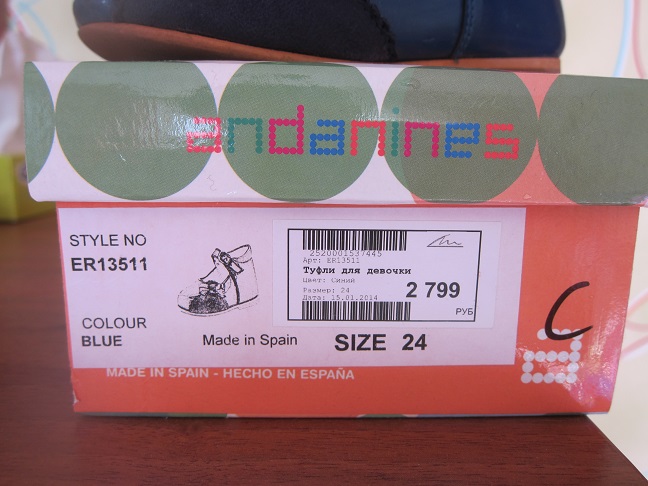 andanines
STYLE NO
ER13511
COLOUR
BLUE
Made in Spain
2520001537445
Арт: ER13511
Туфли для девочки
Цвет: Синий
Размер: 24
Дата: 15.01.2014
2 799
РУБ
SIZE 24
C
a
MADE IN SPAIN - HECHO EN ESPAÑA